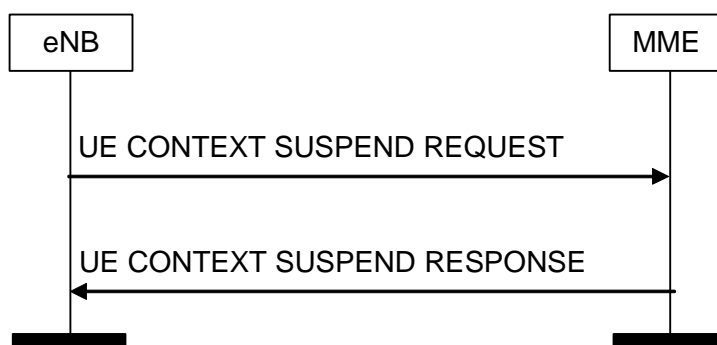 eNB
MME
UE CONTEXT SUSPEND REQUEST
UE CONTEXT SUSPEND RESPONSE